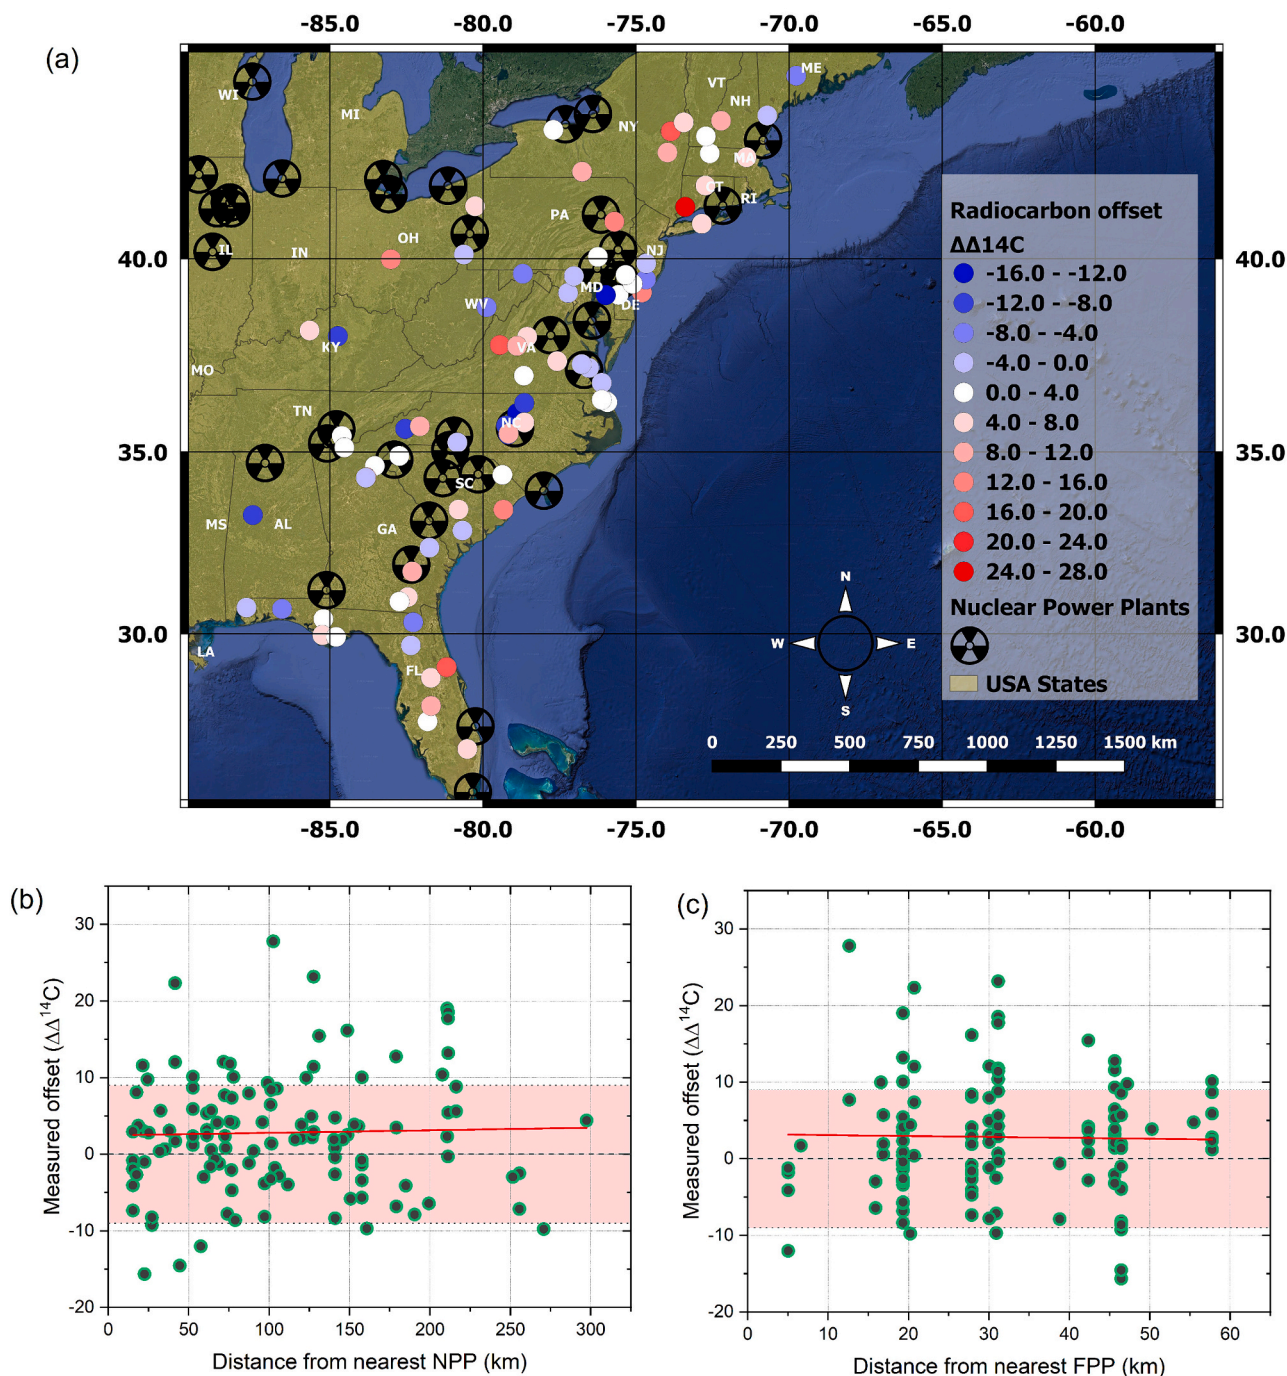 (a)
-85.0 -80.0 -75.0 -70.0 -65.0 -60.0
ME
VT
WI
NH
MI
NY
MA
CT
RI
PA
OH
NJ
IL
IN
40.0 40.0
MD
WV
DE
KY
VA
MO
TN
NC
35.0 35.0
SC
MS
AL
GA
30.0 30.0
LA
FL
Radiocarbon offset
ΔΔ14C
-16.0 - -12.0
-12.0 - -8.0
-8.0 - -4.0
-4.0 - 0.0
0.0 - 4.0
4.0 - 8.0
8.0 - 12.0
12.0 - 16.0
16.0 - 20.0
20.0 - 24.0
24.0 - 28.0
Nuclear Power Plants
USA States
N
W E
S
0 250 500 750 1000 1250 1500 km
-85.0 -80.0 -75.0 -70.0 -65.0 -60.0
(b)
Measured offset (ΔΔ¹⁴C)
30
20
10
0
-10
-20
0 50 100 150 200 250 300
Distance from nearest NPP (km)
(c)
Measured offset (ΔΔ¹⁴C)
30
20
10
0
-10
-20
0 10 20 30 40 50 60
Distance from nearest FPP (km)